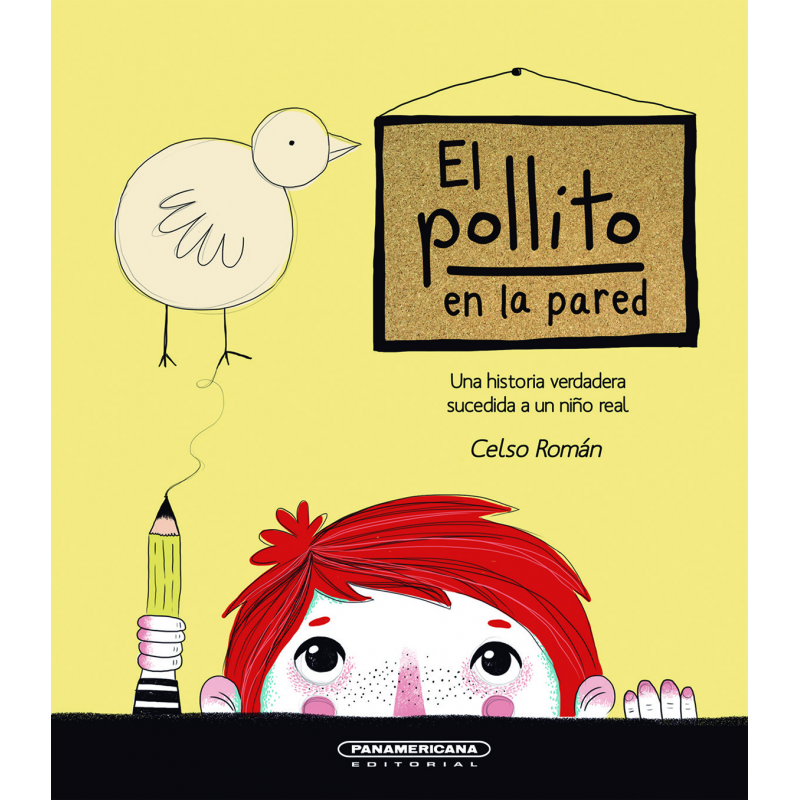 El
pollito
en la pared
Una historia verdadera
sucedida a un niño real
Celso Román
PANAMERICANA
EDITORIAL